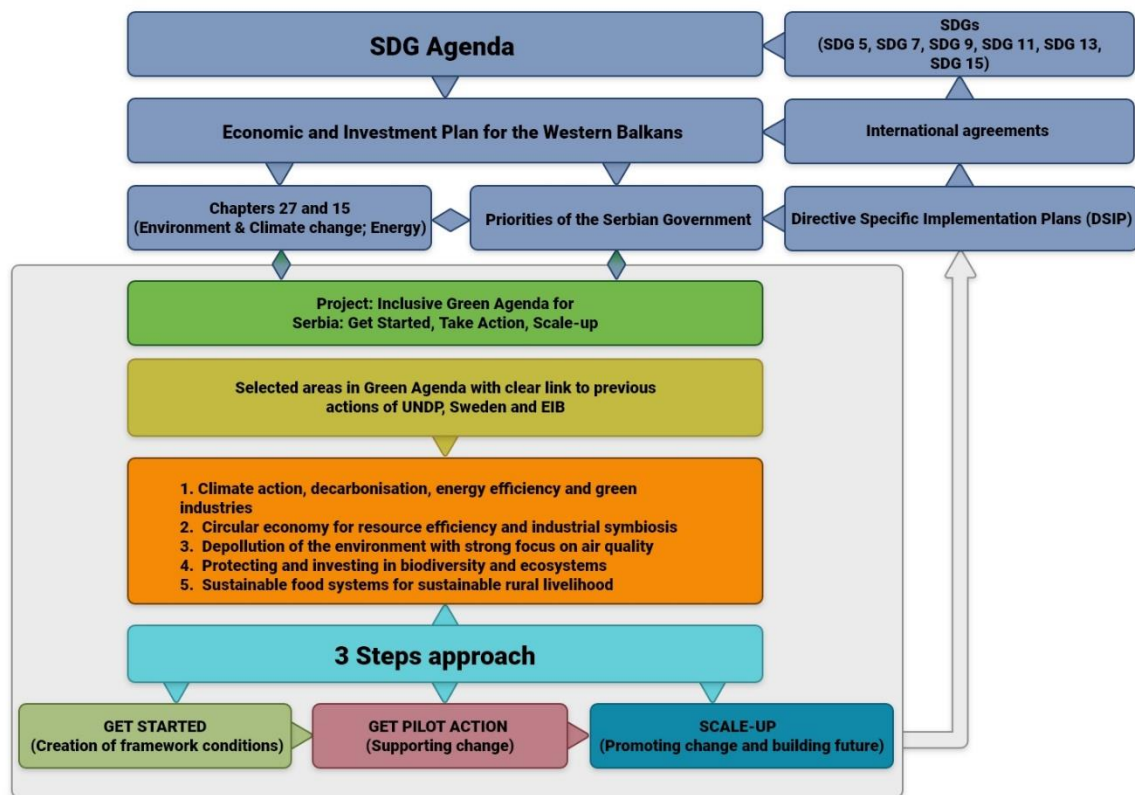 SDG Agenda
SDGs
(SDG 5, SDG 7, SDG 9, SDG 11, SDG 13,
SDG 15)
Economic and Investment Plan for the Western Balkans
International agreements
Chapters 27 and 15
(Environment & Climate change; Energy)
Priorities of the Serbian Government
Directive Specific Implementation Plans (DSIP)
Project: Inclusive Green Agenda for
Serbia: Get Started, Take Action, Scale-up
Selected areas in Green Agenda with clear link to previous
actions of UNDP, Sweden and EIB
1. Climate action, decarbonisation, energy efficiency and green
industries
2. Circular economy for resource efficiency and industrial symbiosis
3. Depollution of the environment with strong focus on air quality
4. Protecting and investing in biodiversity and ecosystems
5. Sustainable food systems for sustainable rural livelihood
3 Steps approach
GET STARTED
(Creation of framework conditions)
GET PILOT ACTION
(Supporting change)
SCALE-UP
(Promoting change and building future)